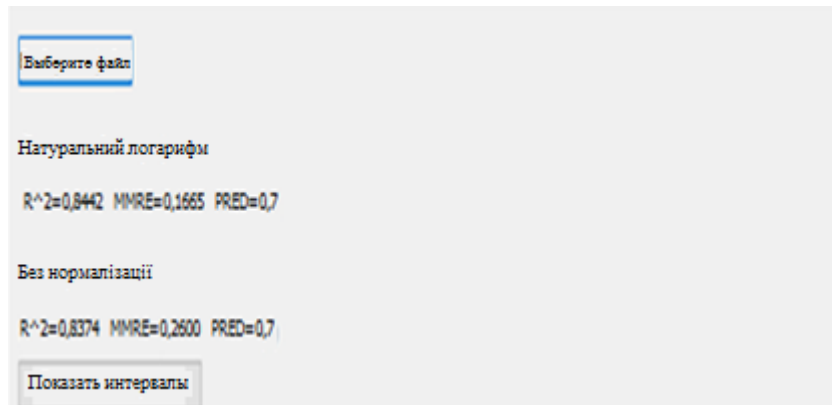 Выберите файл
Натуральний логарифм
R^2=0,8442 MMRE=0,1665 PRED=0,7
Без нормалізації
R^2=0,8374 MMRE=0,2600 PRED=0,7
Показать интервалы